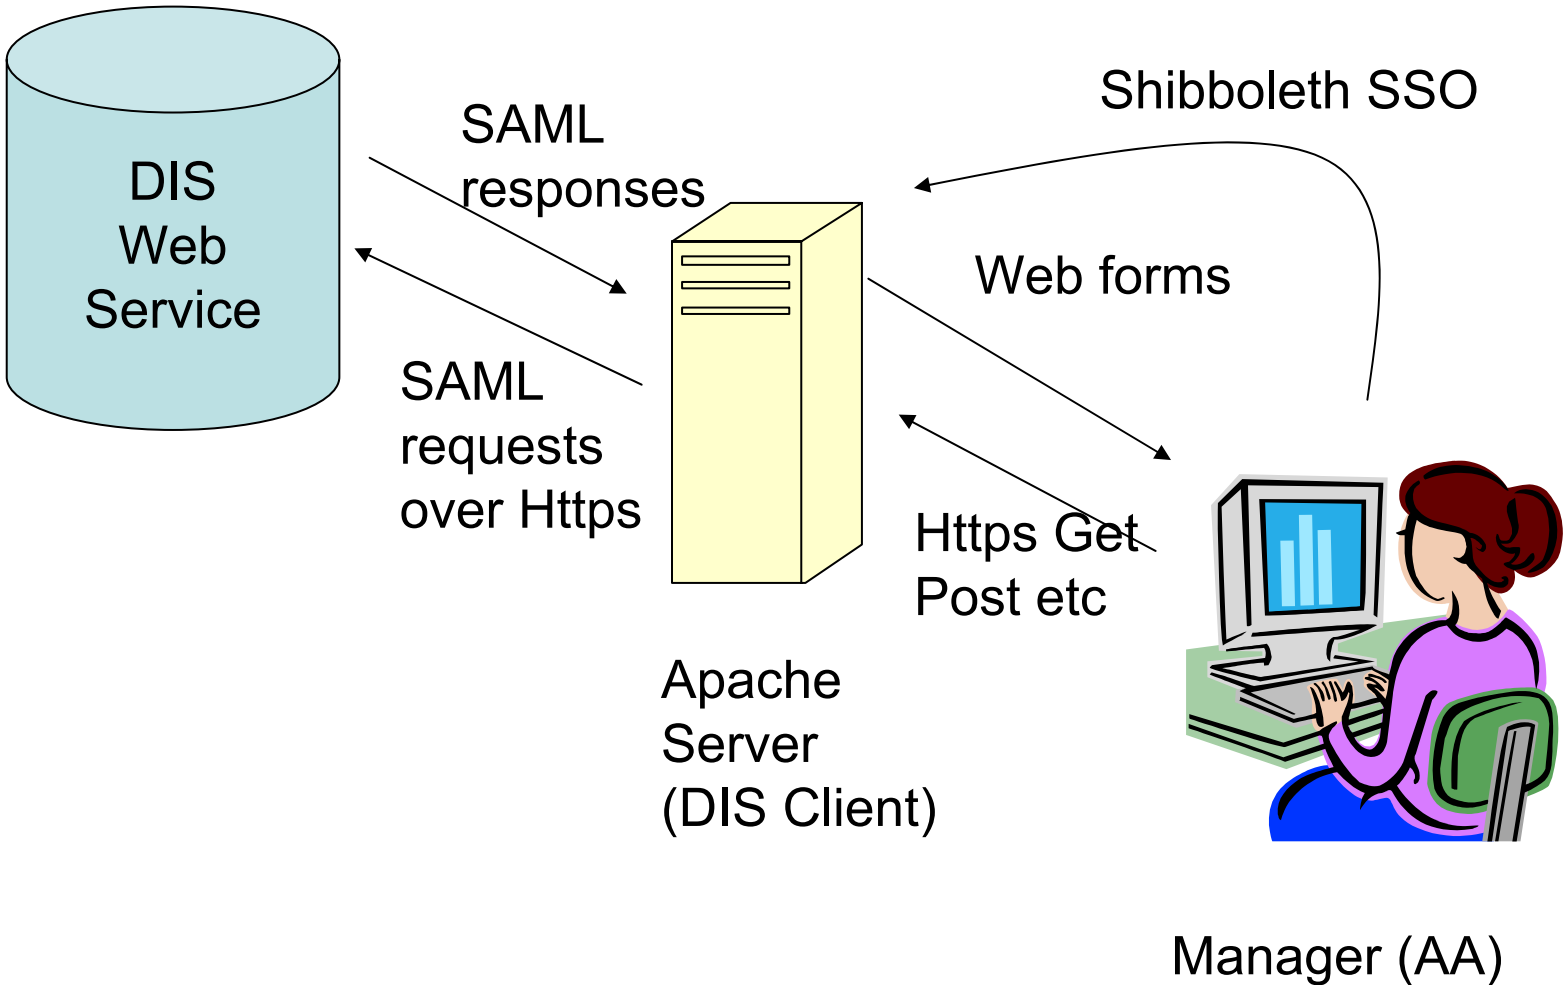 DIS
Web
Service
SAML
responses
SAML
requests
over Https
Shibboleth SSO
Web forms
Https Get
Post etc
Apache
Server
(DIS Client)
Manager (AA)